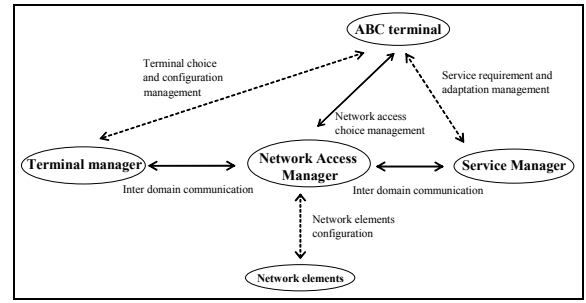 ABC terminal
Terminal choice
and configuration
management
Service requirement and
adaptation management
Network access
choice management
Terminal manager
Network Access
Manager
Service Manager
Inter domain communication
Inter domain communication
Network elements
configuration
Network elements